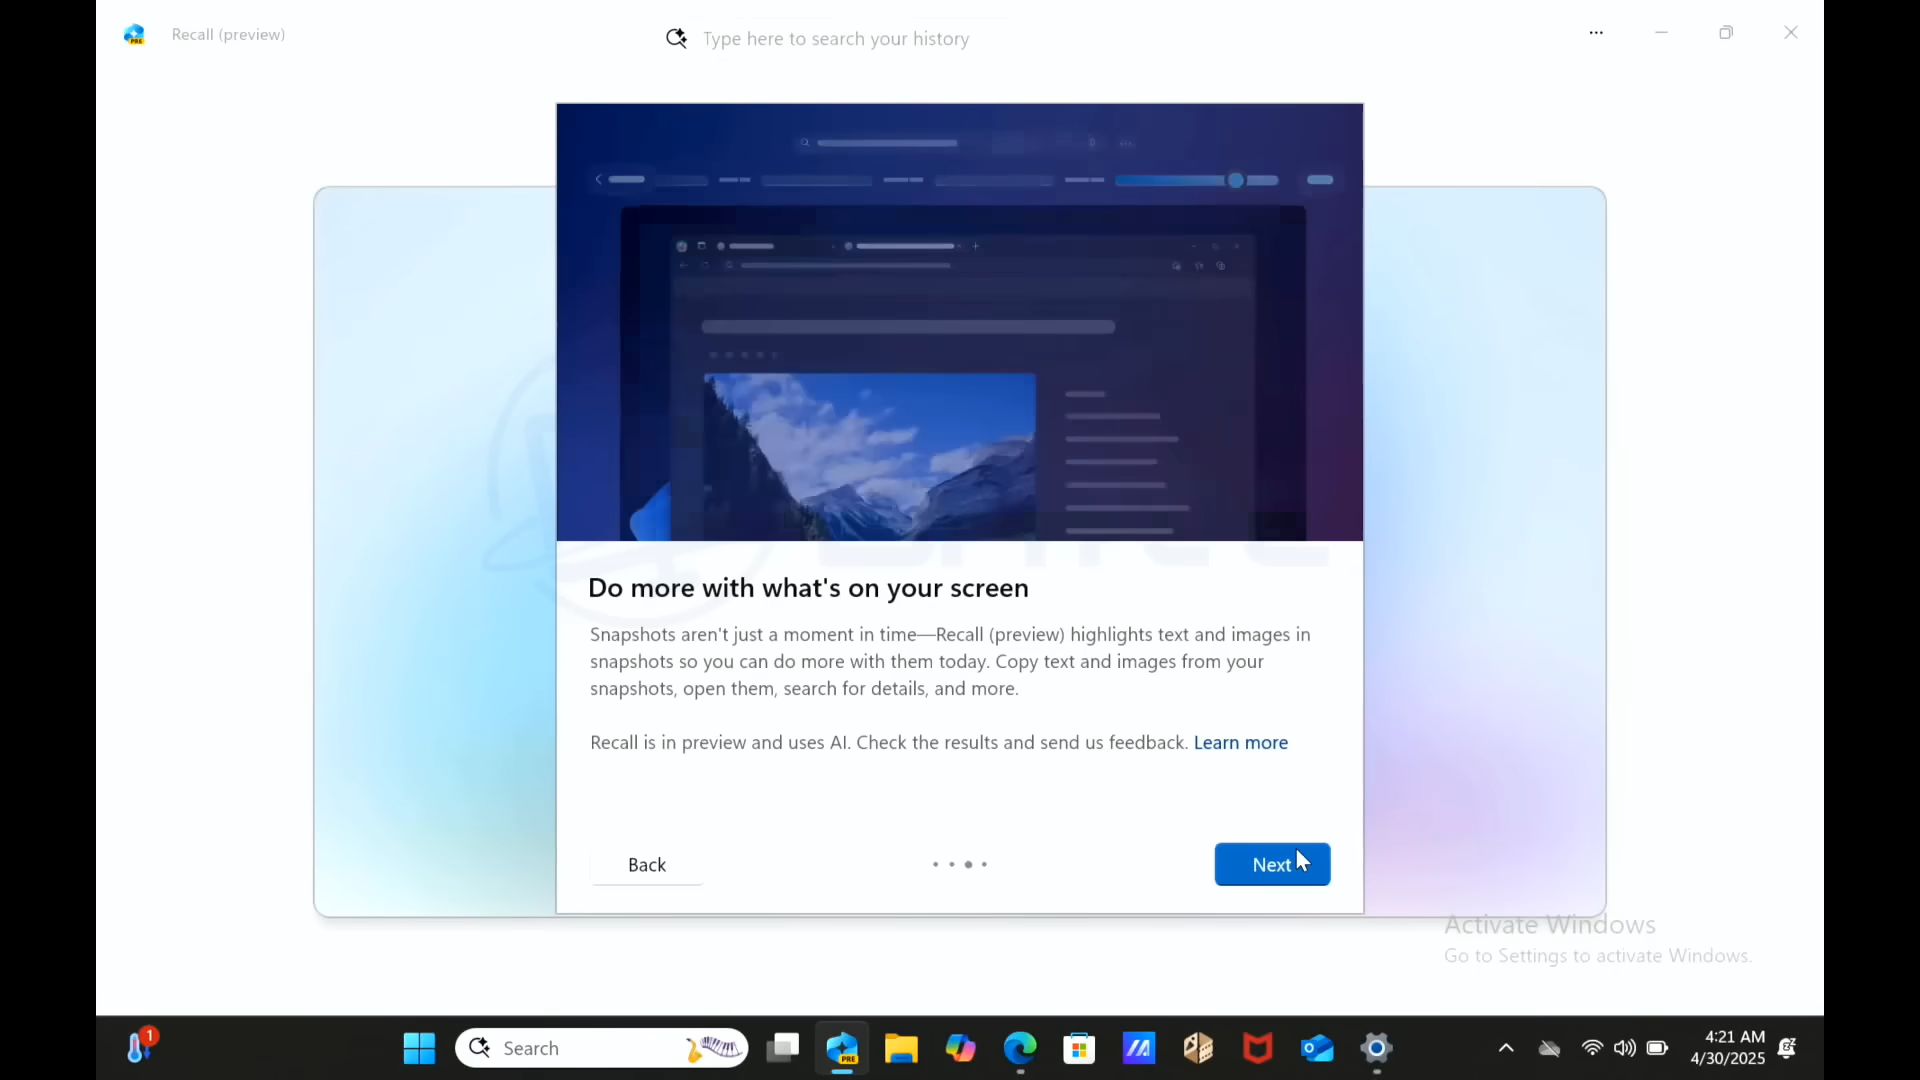 Recall (preview)
Type here to search your history
Do more with what's on your screen
Snapshots aren't just a moment in time—Recall (preview) highlights text and images in
snapshots so you can do more with them today. Copy text and images from your
snapshots, open them, search for details, and more.
Recall is in preview and uses AI. Check the results and send us feedback. Learn more
Back
Next
Activate Windows
Go to Settings to activate Windows.
1
Search
PRE
4:21 AM
4/30/2025